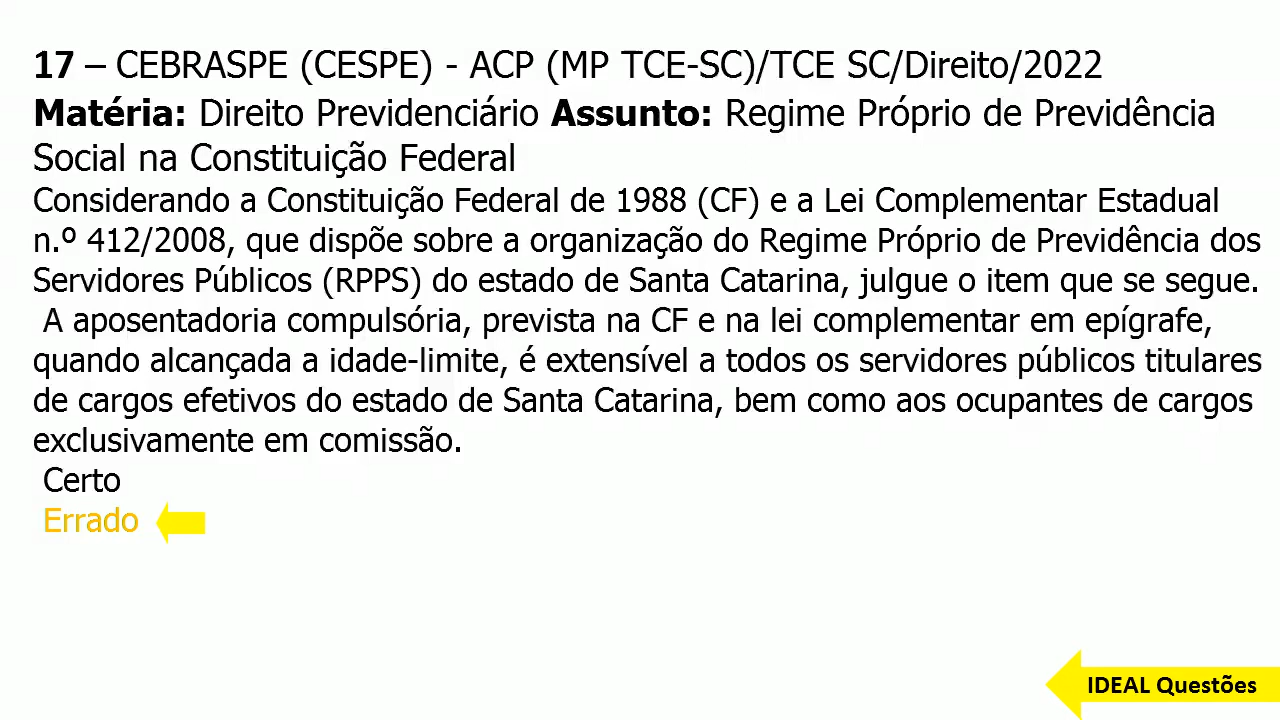 17 – CEBRASPE (CESPE) - ACP (MP TCE-SC)/TCE SC/Direito/2022
Matéria: Direito Previdenciário Assunto: Regime Próprio de Previdência
Social na Constituição Federal
Considerando a Constituição Federal de 1988 (CF) e a Lei Complementar Estadual
n.º 412/2008, que dispõe sobre a organização do Regime Próprio de Previdência dos
Servidores Públicos (RPPS) do estado de Santa Catarina, julgue o item que se segue.
A aposentadoria compulsória, prevista na CF e na lei complementar em epígrafe,
quando alcançada a idade-limite, é extensível a todos os servidores públicos titulares
de cargos efetivos do estado de Santa Catarina, bem como aos ocupantes de cargos
exclusivamente em comissão.
Certo
Errado
IDEAL Questões